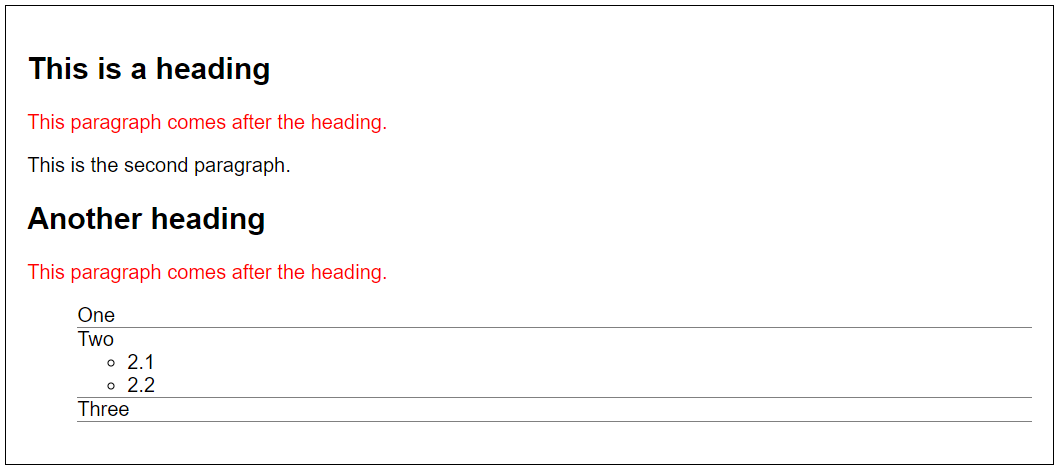 This is a heading
This paragraph comes after the heading.
This is the second paragraph.
Another heading
This paragraph comes after the heading.
One
Two
2.1
2.2
Three